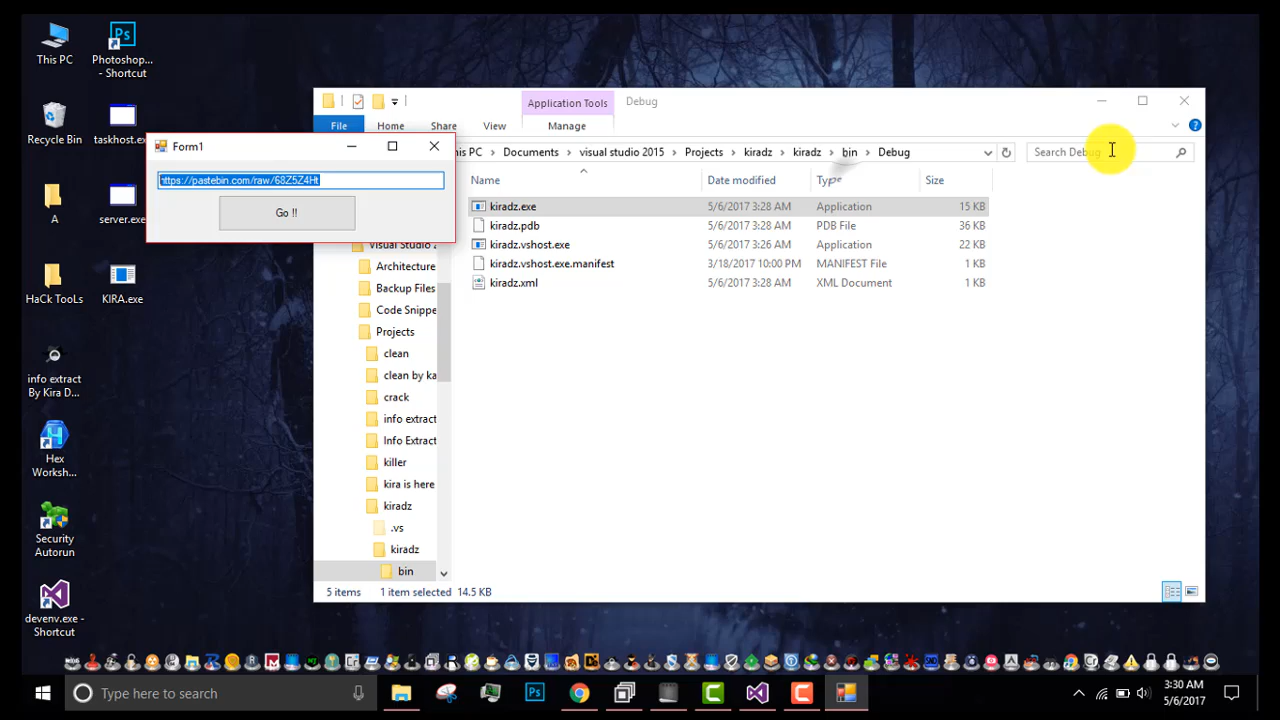 This PC
Photoshop...
- Shortcut
Recycle Bin
taskhost.ex
A
server.exe
HaCk TooLs
KIRA.exe
info extract
By Kira D...
Hex
Worksh...
Security
Autorun
devenv.exe -
Shortcut
Form1
https://pastebin.com/raw/68Z5Z4Ht
Go !!
Application Tools
Debug
File
Home
Share
View
Manage
his PC
Documents
visual studio 2015
Projects
kiradz
kiradz
bin
Debug
Search Debug
Name
Date modified
Type
Size
kiradz.exe
5/6/2017 3:28 AM
Application
15 KB
kiradz.pdb
5/6/2017 3:28 AM
PDB File
36 KB
kiradz.vshost.exe
5/6/2017 3:26 AM
Application
22 KB
kiradz.vshost.exe.manifest
3/18/2017 10:00 PM
MANIFEST File
1 KB
kiradz.xml
5/6/2017 3:28 AM
XML Document
1 KB
Visual Studio 2
Architecture
Backup Files
Code Snippe
Projects
clean
clean by ka
crack
info extract
Info Extract
killer
kira is here
kiradz
.vs
kiradz
bin
5 items
1 item selected
14.5 KB
Type here to search
3:30 AM
5/6/2017